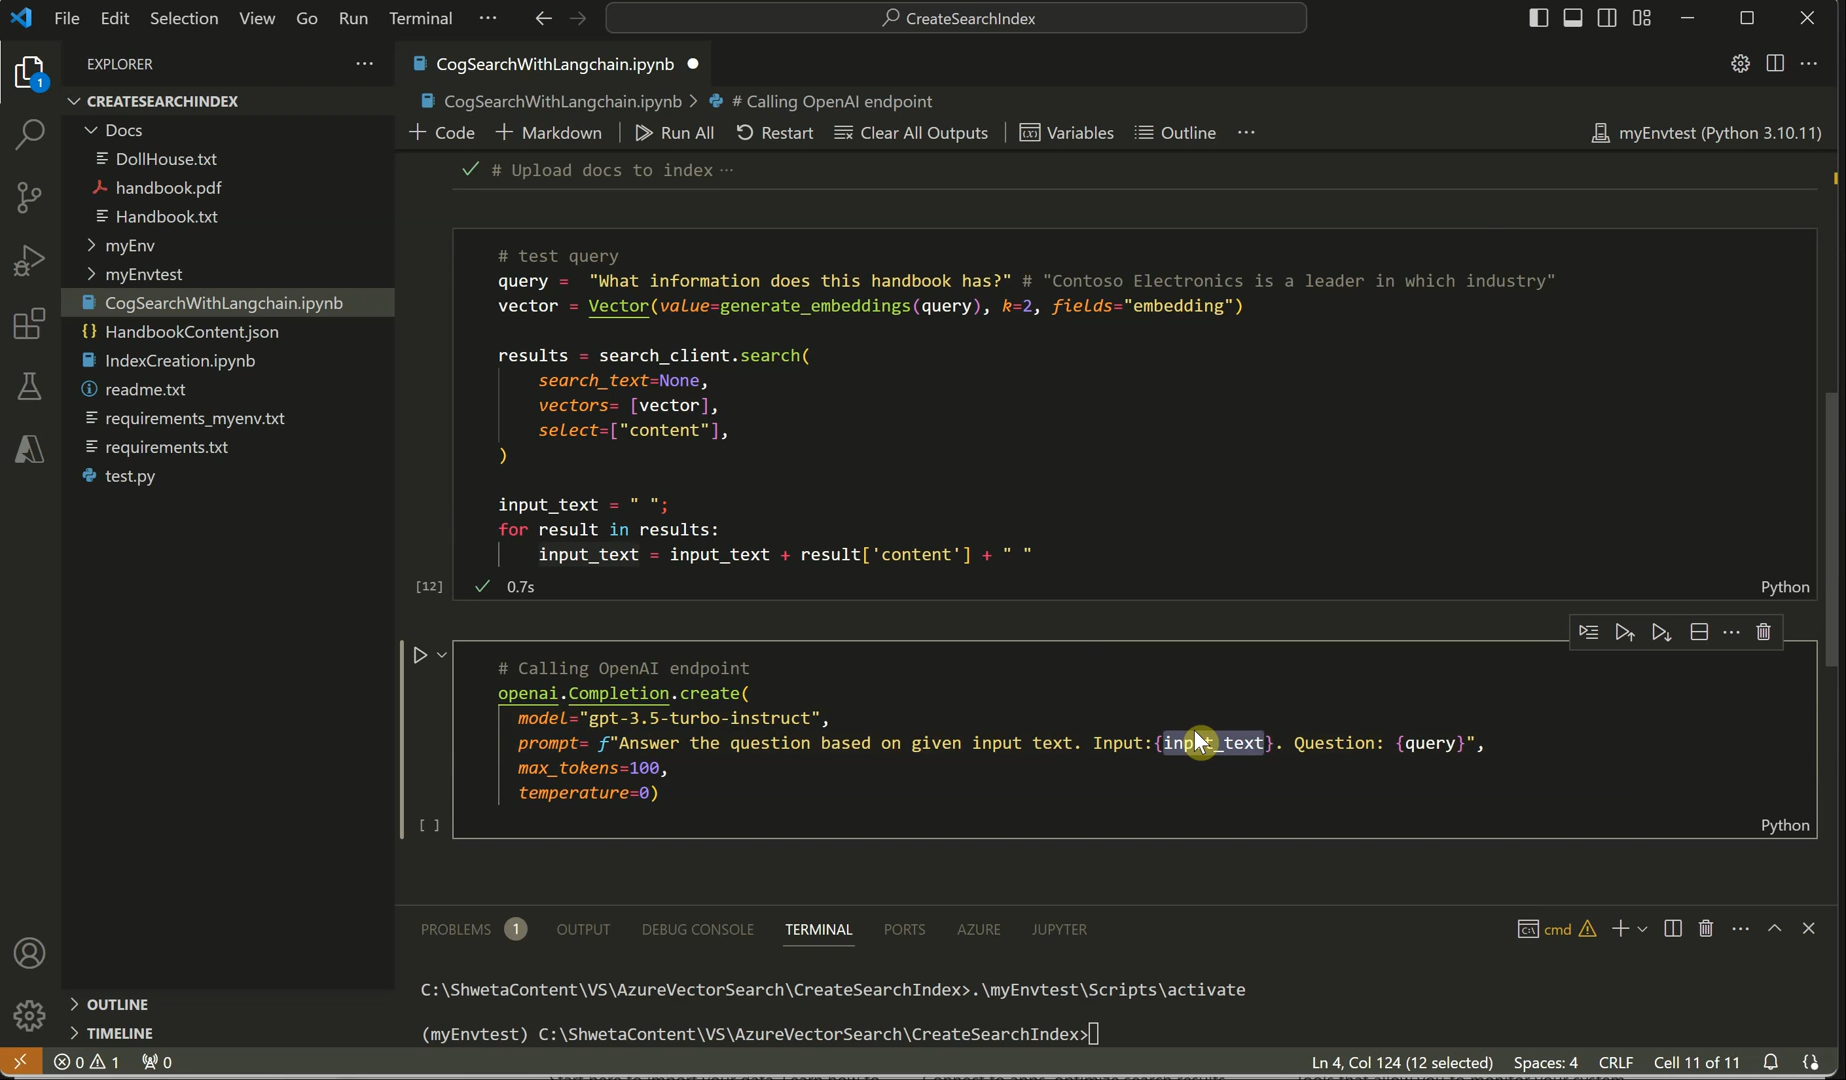 File Edit Selection View Go Run Terminal ··· CreateSearchIndex
EXPLORER ···
1
CREATESEARCHINDEX
Docs
DollHouse.txt
handbook.pdf
Handbook.txt
myEnv
myEnvtest
CogSearchWithLangchain.ipynb
HandbookContent.json
IndexCreation.ipynb
readme.txt
requirements_myenv.txt
requirements.txt
test.py
OUTLINE
TIMELINE
CogSearchWithLangchain.ipynb
CogSearchWithLangchain.ipynb > # Calling OpenAI endpoint
+ Code + Markdown Run All Restart Clear All Outputs Variables Outline ··· myEnvtest (Python 3.10.11)
# Upload docs to index ···
# test query
query = "What information does this handbook has?" # "Contoso Electronics is a leader in which industry"
vector = Vector(value=generate_embeddings(query), k=2, fields="embedding")
results = search_client.search(
search_text=None,
vectors= [vector],
select=["content"],
)
input_text = " ";
for result in results:
input_text = input_text + result['content'] + " "
[12] 0.7s Python
# Calling OpenAI endpoint
openai.Completion.create(
model="gpt-3.5-turbo-instruct",
prompt= f"Answer the question based on given input text. Input:{input_text}. Question: {query}",
max_tokens=100,
temperature=0)
[ ] Python
PROBLEMS 1 OUTPUT DEBUG CONSOLE TERMINAL PORTS AZURE JUPYTER cmd
C:\ShwetaContent\VS\AzureVectorSearch\CreateSearchIndex>.\myEnvtest\Scripts\activate
(myEnvtest) C:\ShwetaContent\VS\AzureVectorSearch\CreateSearchIndex>
0 1 0 Ln 4, Col 124 (12 selected) Spaces: 4 CRLF Cell 11 of 11